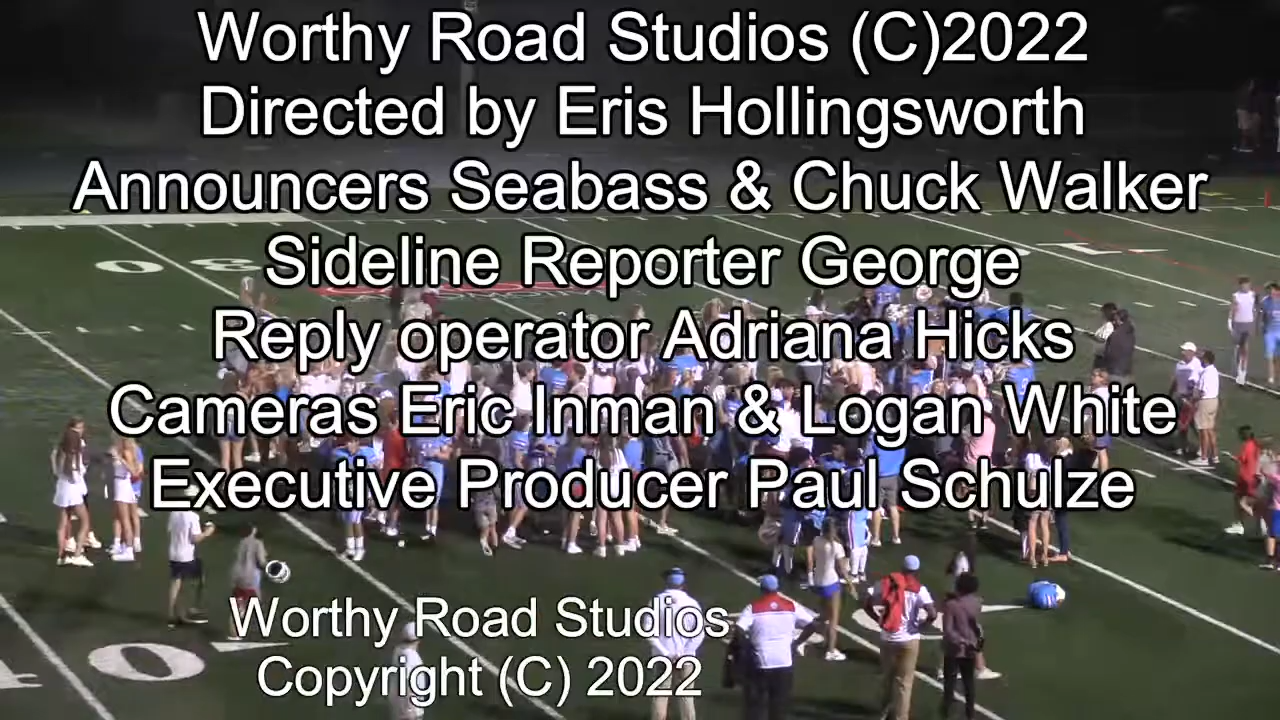 Worthy Road Studios (C)2022
Directed by Eris Hollingsworth
Announcers Seabass & Chuck Walker
Sideline Reporter George
Reply operator Adriana Hicks
Cameras Eric Inman & Logan White
Executive Producer Paul Schulze
Worthy Road Studios
Copyright (C) 2022